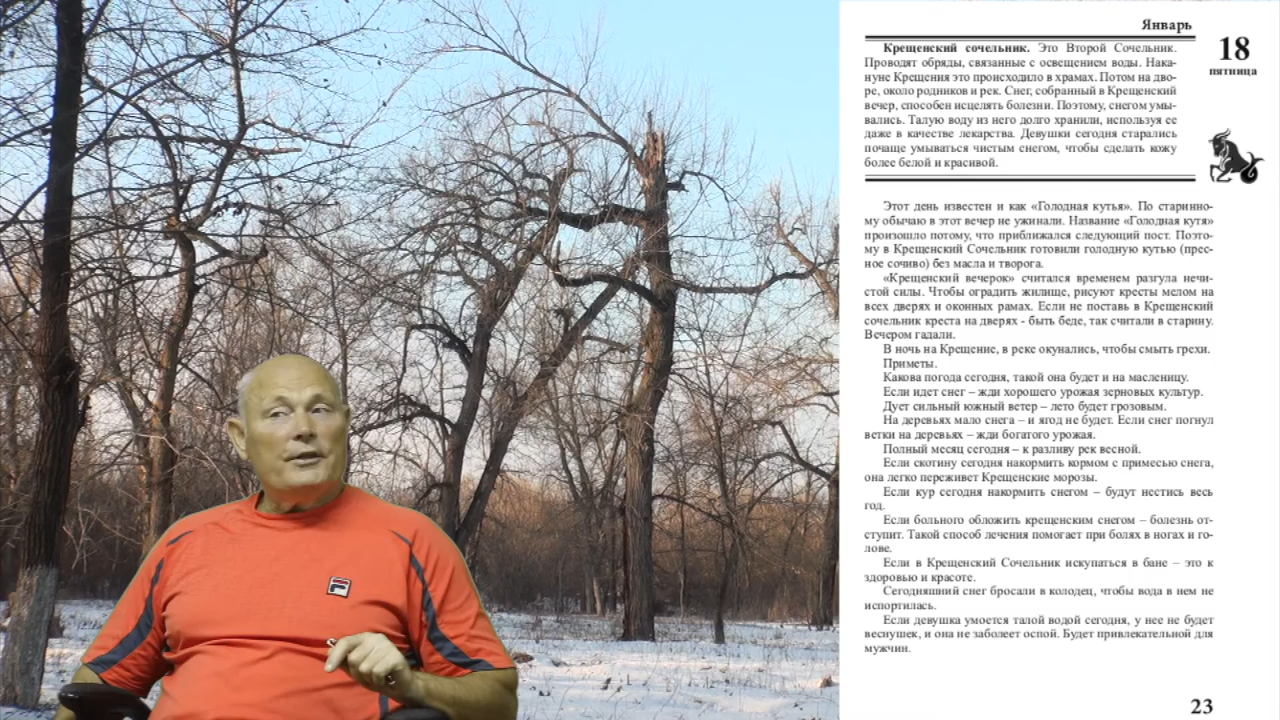 Январь
18
пятница
Крещенский сочельник. Это Второй Сочельник.
Проводят обряды, связанные с освещением воды. Нака-
нуне Крещения это происходило в храмах. Потом на дво-
ре, около родников и рек. Снег, собранный в Крещенский
вечер, способен исцелять болезни. Поэтому, снегом умы-
вались. Талую воду из него долго хранили, используя ее
даже в качестве лекарства. Девушки сегодня старались
почаще умываться чистым снегом, чтобы сделать кожу
более белой и красивой.
Этот день известен и как «Голодная кутья». По старинно-
му обычаю в этот вечер не ужинали. Название «Голодная кутя»
произошло потому, что приближался следующий пост. Поэто-
му в Крещенский Сочельник готовили голодную кутью (прес-
ное сочиво) без масла и творога.
«Крещенский вечерок» считался временем разгула нечи-
стой силы. Чтобы оградить жилище, рисуют кресты мелом на
всех дверях и оконных рамах. Если не поставь в Крещенский
сочельник креста на дверях - быть беде, так считали в старину.
Вечером гадали.
В ночь на Крещение, в реке окунались, чтобы смыть грехи.
Приметы.
Какова погода сегодня, такой она будет и на масленицу.
Если идет снег – жди хорошего урожая зерновых культур.
Дует сильный южный ветер – лето будет грозовым.
На деревьях мало снега – и ягод не будет. Если снег погнул
ветки на деревьях – жди богатого урожая.
Полный месяц сегодня – к разливу рек весной.
Если скотину сегодня накормить кормом с примесью снега,
она легко переживет Крещенские морозы.
Если кур сегодня накормить снегом – будут нестись весь
год.
Если больного обложить крещенским снегом – болезнь от-
ступит. Такой способ лечения помогает при болях в ногах и го-
лове.
Если в Крещенский Сочельник искупаться в бане – это к
здоровью и красоте.
Сегодняшний снег бросали в колодец, чтобы вода в нем не
испортилась.
Если девушка умоется талой водой сегодня, у нее не будет
веснушек, и она не заболеет оспой. Будет привлекательной для
мужчин.
23